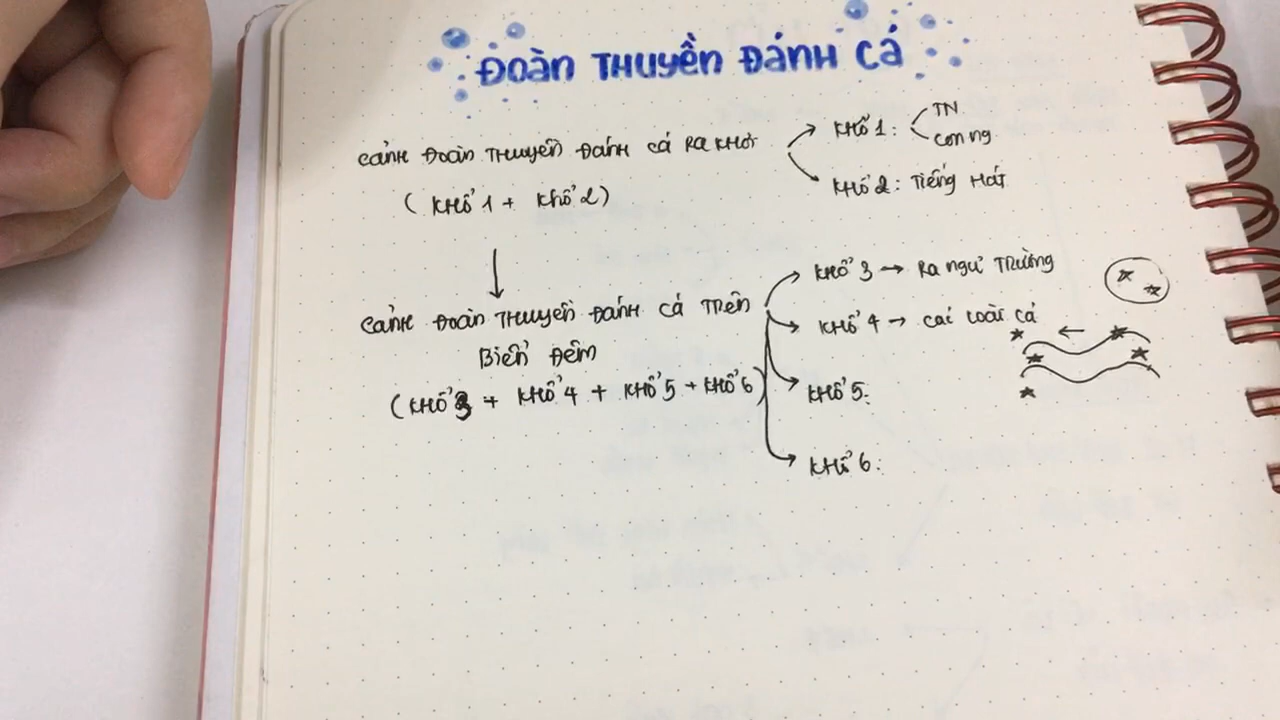 ĐOÀN THUYỀN ĐÁNH CÁ
CẢNH ĐOÀN THUYỀN ĐÁNH CÁ RA KHƠI
(KHỔ 1 + KHỔ 2)
KHỔ 1:
TN
CON NG
KHỔ 2: TIẾNG HÁT
CẢNH ĐOÀN THUYỀN ĐÁNH CÁ TRÊN
BIỂN ĐÊM
(KHỔ 3 + KHỔ 4 + KHỔ 5 + KHỔ 6)
KHỔ 3 → RA NGƯ TRƯỜNG
KHỔ 4 → CÁC LOÀI CÁ
KHỔ 5:
KHỔ 6: